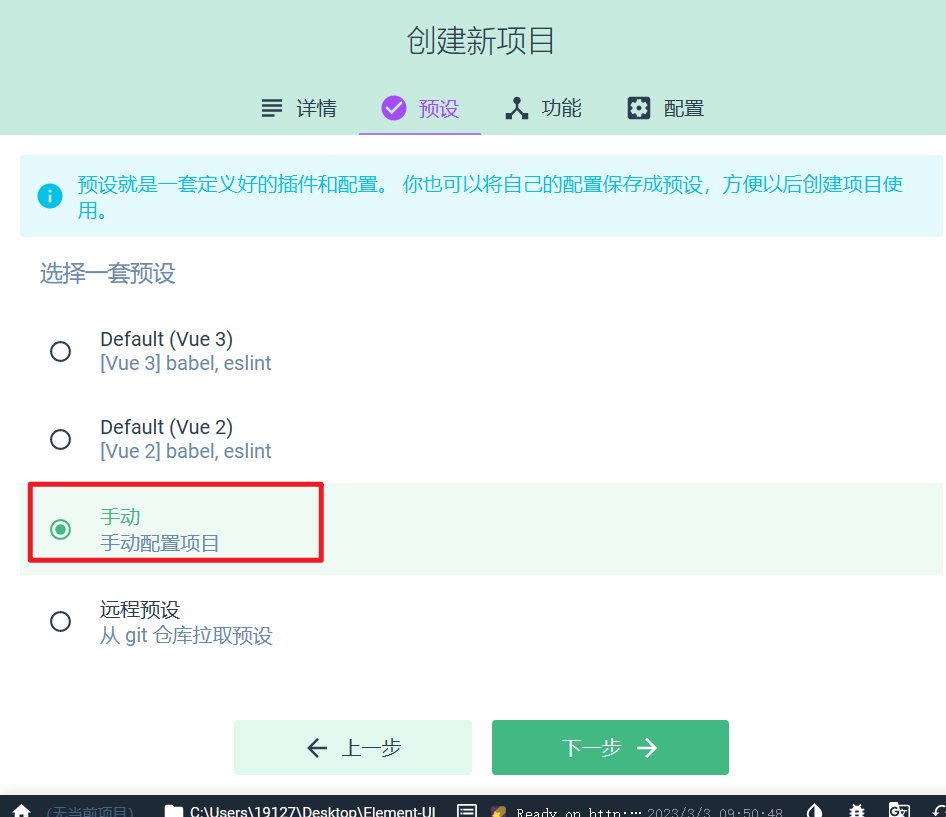 创建新项目
详情 预设 功能 配置
预设就是一套定义好的插件和配置。 你也可以将自己的配置保存成预设，方便以后创建项目使
用。
选择一套预设
Default (Vue 3)
[Vue 3] babel, eslint
Default (Vue 2)
[Vue 2] babel, eslint
手动
手动配置项目
远程预设
从 git 仓库拉取预设
上一步 下一步
(无当前项目) C:\Users\19127\Desktop\Element-UI Ready on http:⋯ 2023/3/3 09:50:48